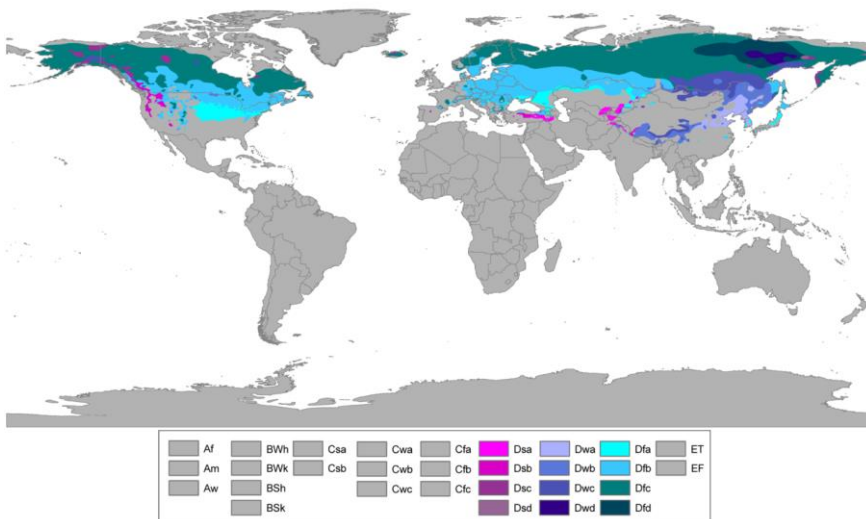 Af BWh Csa Cwa Cfa Dsa Dwa Dfa ET
Am BWk Csb Cwb Cfb Dsb Dwb Dfb EF
Aw BSh Cwc Cfc Dsc Dwc Dfc
BSk Dsd Dwd Dfd